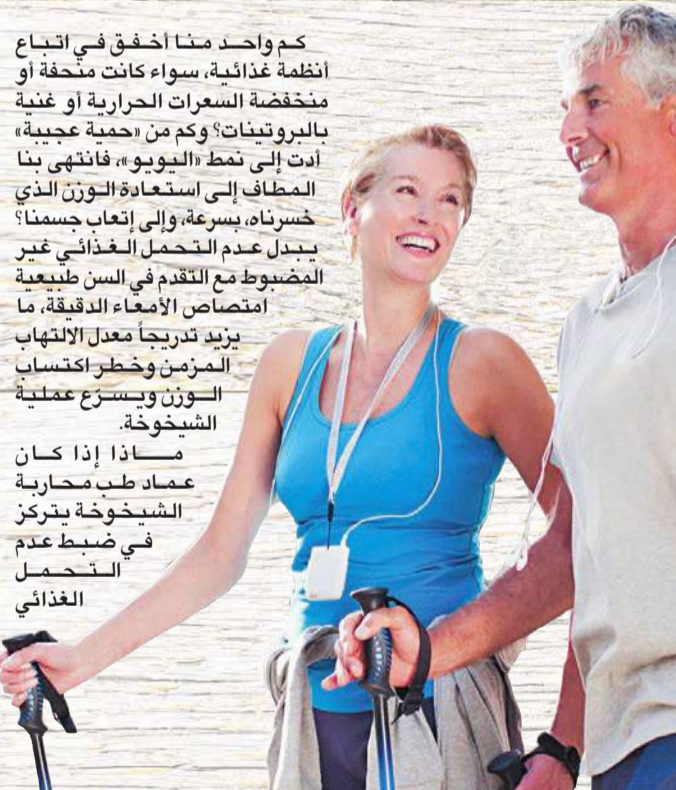 كم واحد منا أخفق في اتباع
أنظمة غذائية، سواء كانت منحفة أو
منخفضة السعرات الحرارية أو غنية
بالبروتينات؟ وكم من «حمية عجيبة»
أدت إلى نمط «اليويو»، فانتهى بنا
المطاف إلى استعادة الوزن الذي
خسرناه، بسرعة، وإلى إتعاب جسمنا؟
يبدل عدم التحمل الغذائي غير
المضبوط مع التقدم في السن طبيعية
امتصاص الأمعاء الدقيقة، ما
يزيد تدريجاً معدل الالتهاب
المزمن وخطر اكتساب
الوزن ويسرّع عملية
الشيخوخة.
ماذا إذا كان
عماد طب محاربة
الشيخوخة يتركز
في ضبط عدم
التحمل
الغذائي